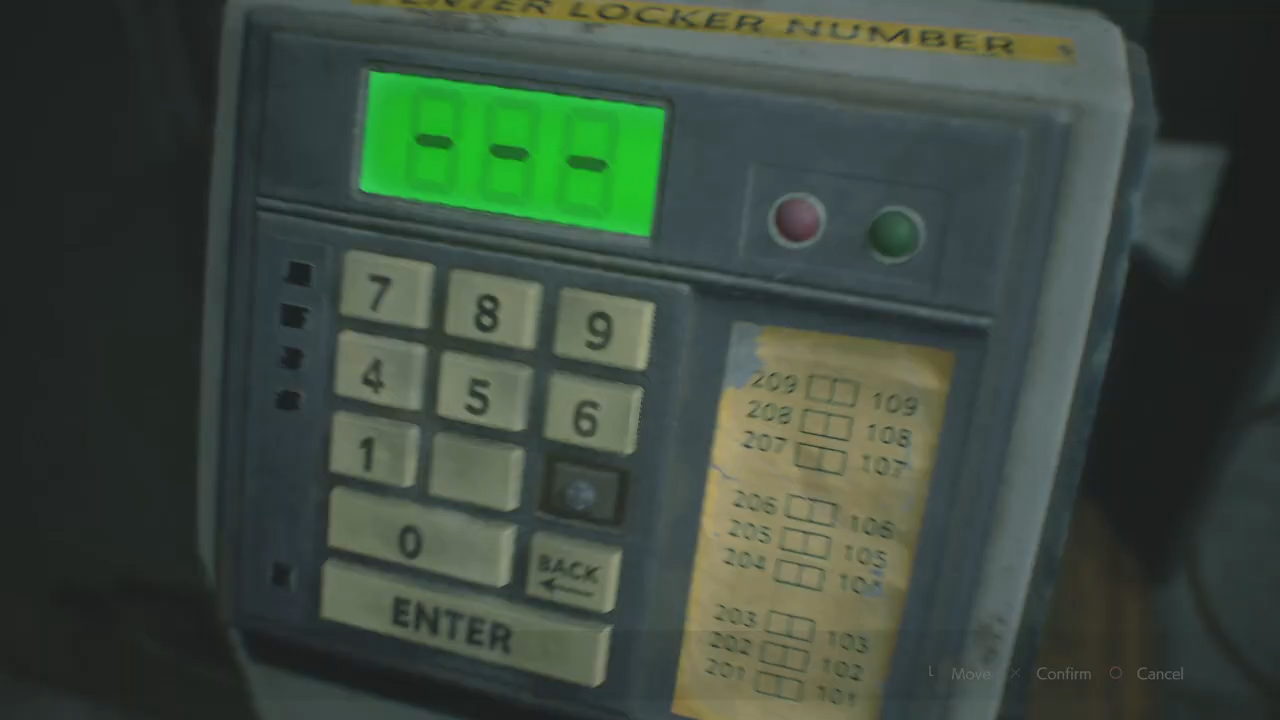 ENTER LOCKER NUMBER
7 8 9
4 5 6
1
0 BACK
ENTER
209 109
208 108
207 107
206 106
205 105
204 104
203 103
202 102
201 101
L Move × Confirm O Cancel